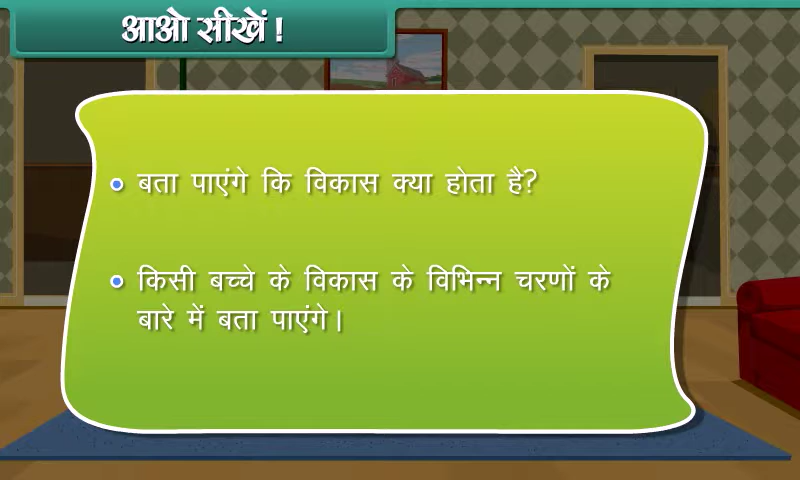 आओ सीखें!
बता पाएंगे कि विकास क्या होता है?
किसी बच्चे के विकास के विभिन्न चरणों के
बारे में बता पाएंगे।